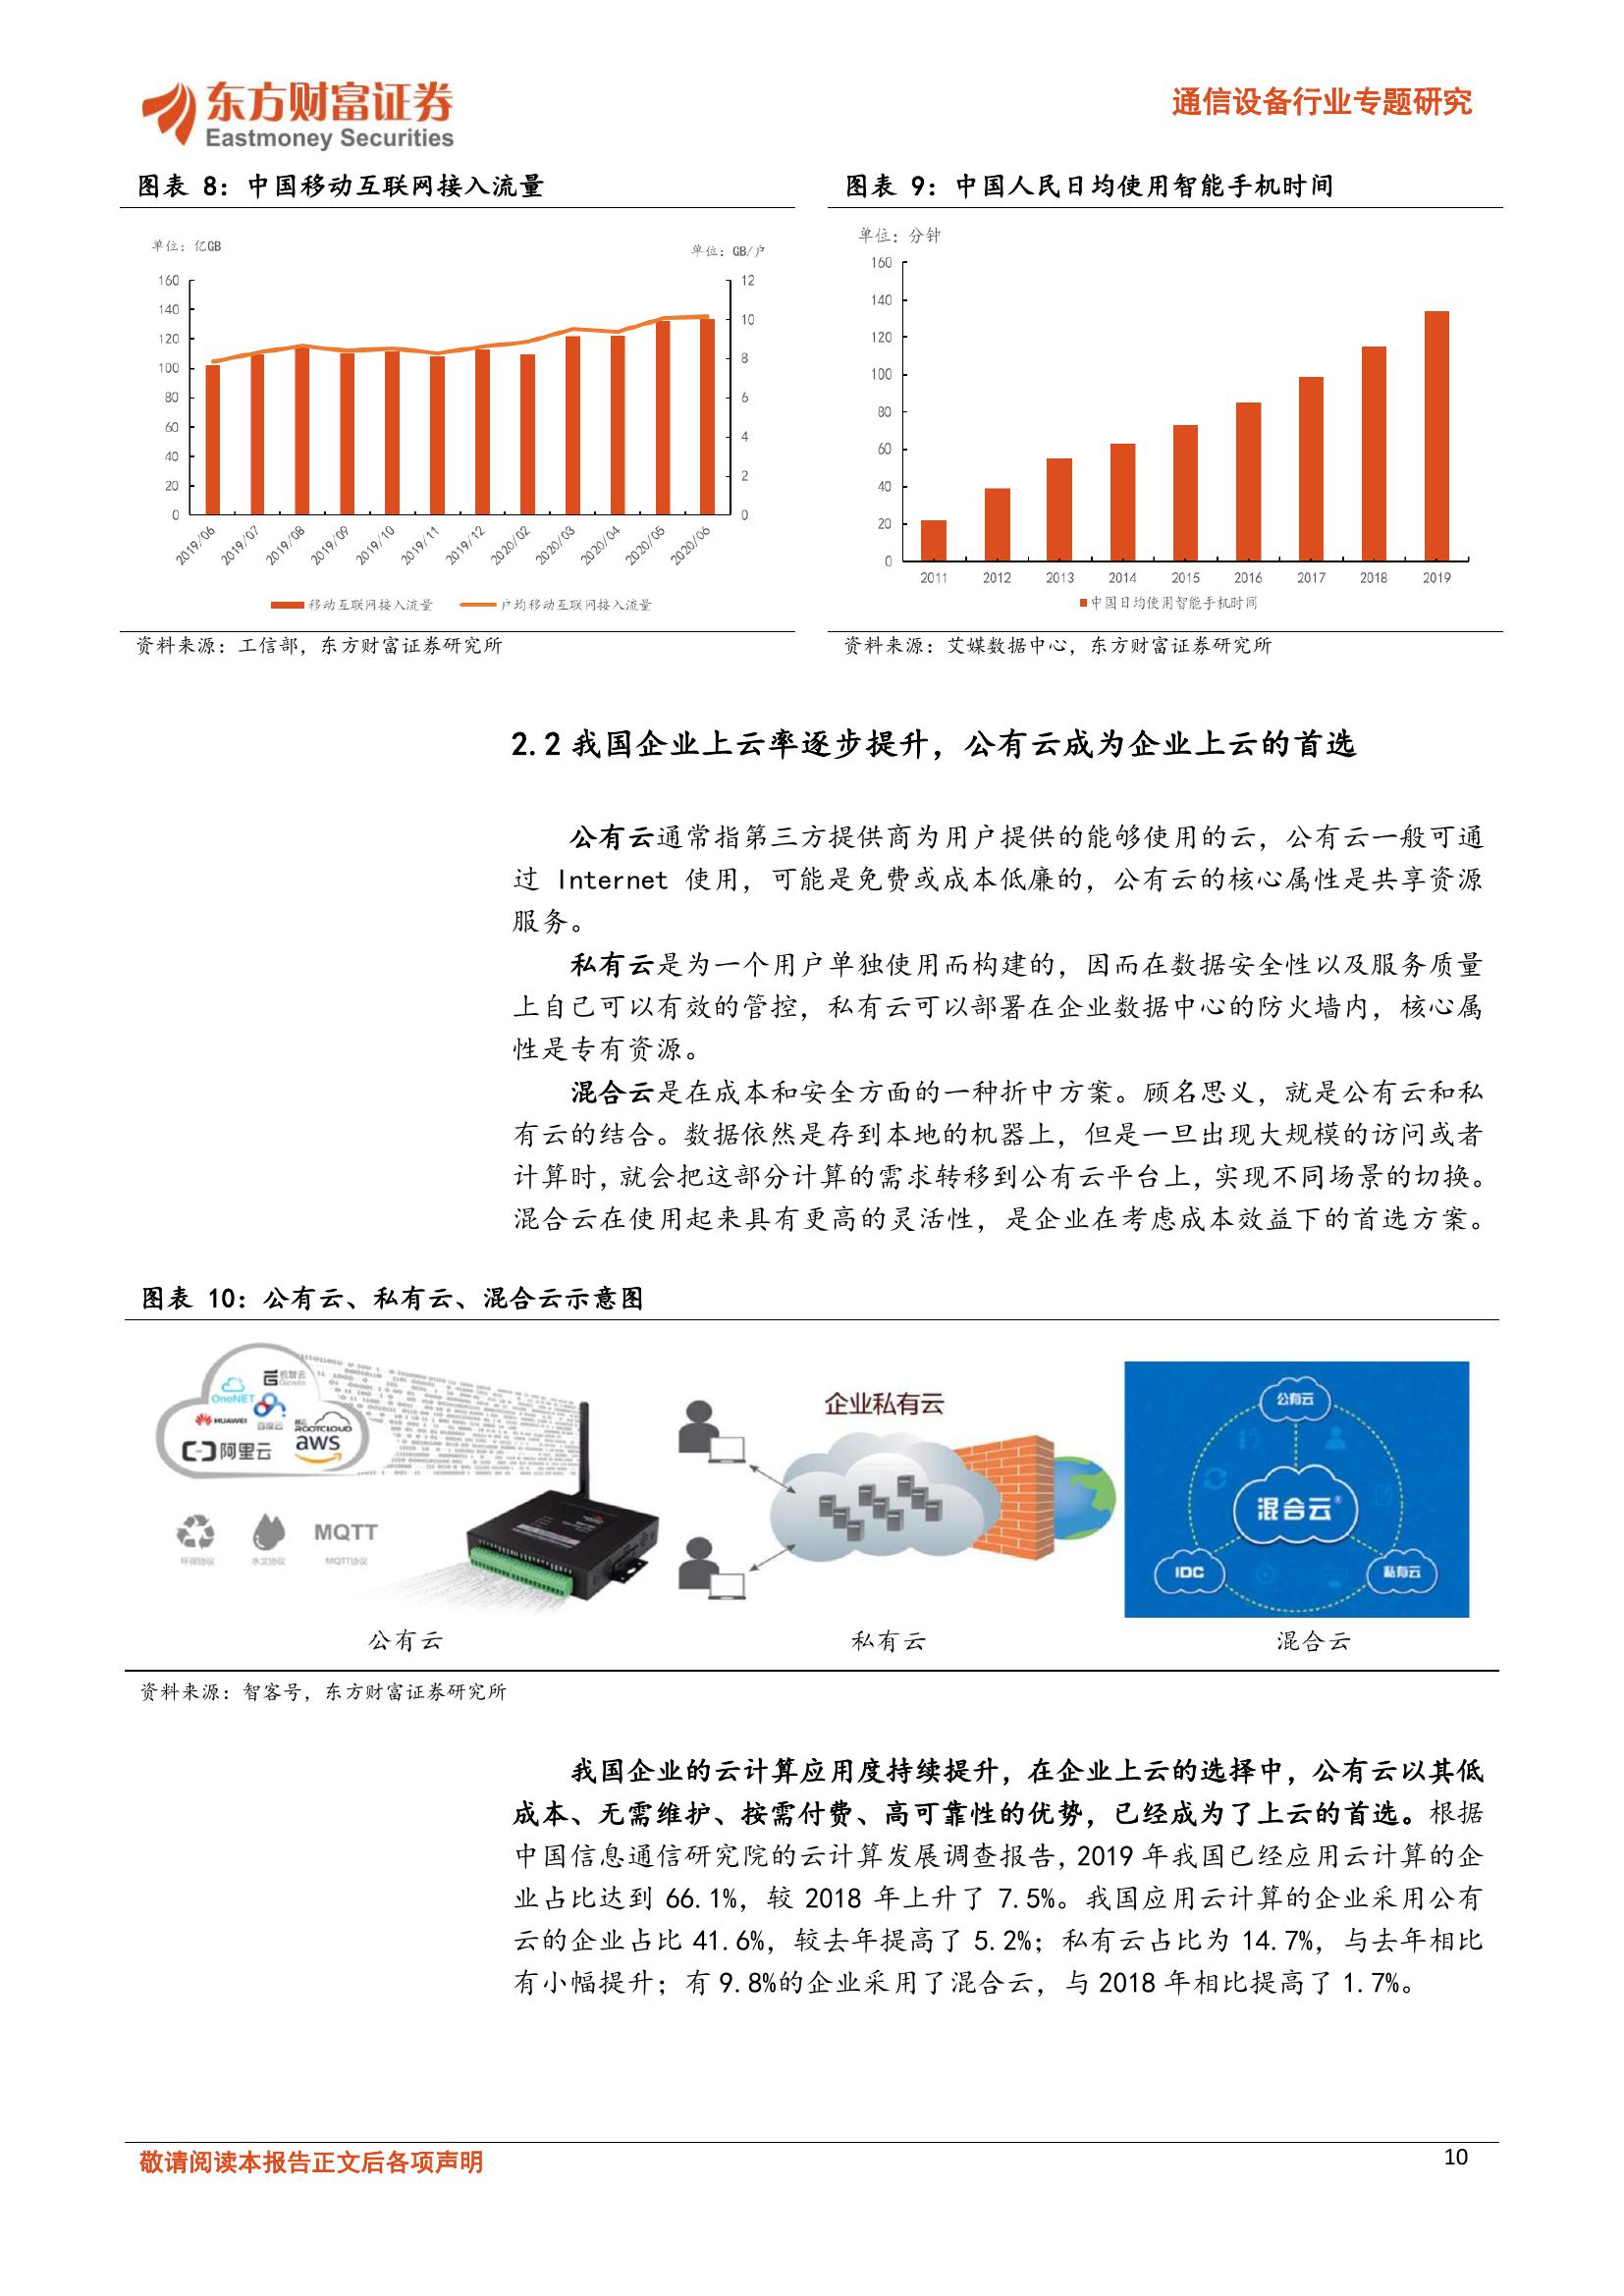 东方财富证券
Eastmoney Securities
通信设备行业专题研究
图表 8：中国移动互联网接入流量
单位：亿GB
单位：GB/户
160
140
120
100
80
60
40
20
0
12
10
8
6
4
2
0
2019/06
2019/07
2019/08
2019/09
2019/10
2019/11
2019/12
2020/02
2020/03
2020/04
2020/05
2020/06
移动互联网接入流量
户均移动互联网接入流量
资料来源：工信部，东方财富证券研究所
图表 9：中国人民日均使用智能手机时间
单位：分钟
160
140
120
100
80
60
40
20
0
2011
2012
2013
2014
2015
2016
2017
2018
2019
中国日均使用智能手机时间
资料来源：艾媒数据中心，东方财富证券研究所
2.2 我国企业上云率逐步提升，公有云成为企业上云的首选
公有云通常指第三方提供商为用户提供的能够使用的云，公有云一般可通
过 Internet 使用，可能是免费或成本低廉的，公有云的核心属性是共享资源
服务。
私有云是为一个用户单独使用而构建的，因而在数据安全性以及服务质量
上自己可以有效的管控，私有云可以部署在企业数据中心的防火墙内，核心属
性是专有资源。
混合云是在成本和安全方面的一种折中方案。顾名思义，就是公有云和私
有云的结合。数据依然是存到本地的机器上，但是一旦出现大规模的访问或者
计算时，就会把这部分计算的需求转移到公有云平台上，实现不同场景的切换。
混合云在使用起来具有更高的灵活性，是企业在考虑成本效益下的首选方案。
图表 10：公有云、私有云、混合云示意图
机智云
Gizwits
OneNET
HUAWEI
百度云
ROOTCLOUD
阿里云
aws
MQTT
环保协议
水文协议
MQTT协议
企业私有云
公有云
混合云
IDC
私有云
公有云
私有云
混合云
资料来源：智客号，东方财富证券研究所
我国企业的云计算应用度持续提升，在企业上云的选择中，公有云以其低
成本、无需维护、按需付费、高可靠性的优势，已经成为了上云的首选。根据
中国信息通信研究院的云计算发展调查报告，2019 年我国已经应用云计算的企
业占比达到 66.1%，较 2018 年上升了 7.5%。我国应用云计算的企业采用公有
云的企业占比 41.6%，较去年提高了 5.2%；私有云占比为 14.7%，与去年相比
有小幅提升；有 9.8%的企业采用了混合云，与 2018 年相比提高了 1.7%。
敬请阅读本报告正文后各项声明
10